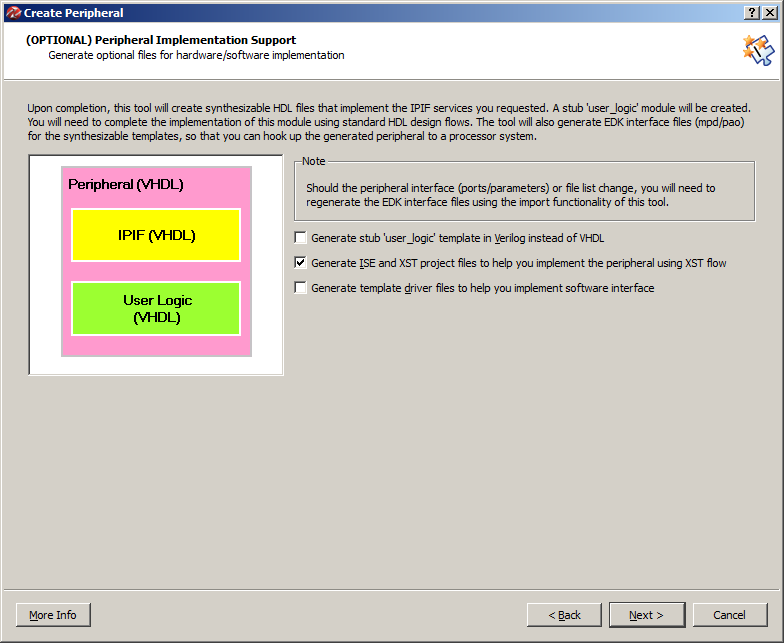 Create Peripheral
(OPTIONAL) Peripheral Implementation Support
Generate optional files for hardware/software implementation
Upon completion, this tool will create synthesizable HDL files that implement the IPIF services you requested. A stub 'user_logic' module will be created.
You will need to complete the implementation of this module using standard HDL design flows. The tool will also generate EDK interface files (mpd/pao)
for the synthesizable templates, so that you can hook up the generated peripheral to a processor system.
Peripheral (VHDL)
IPIF (VHDL)
User Logic
(VHDL)
Note
Should the peripheral interface (ports/parameters) or file list change, you will need to
regenerate the EDK interface files using the import functionality of this tool.
Generate stub 'user_logic' template in Verilog instead of VHDL
Generate ISE and XST project files to help you implement the peripheral using XST flow
Generate template driver files to help you implement software interface
More Info
< Back
Next >
Cancel